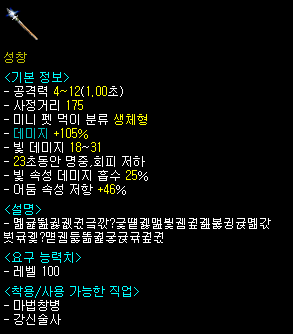 성창
<기본 정보>
- 공격력 4~12(1,00초)
- 사정거리 175
- 미니 펫 먹이 분류 생체형
- 데미지 +105%
- 빛 데미지 18~31
- 23초동안 명중,회피 저하
- 빛 속성 데미지 흡수 25%
- 어둠 속성 저항 +46%
<설명>
<요구 능력치>
- 레벨 100
<착용/사용 가능한 직업>
- 마법창병
- 강신술사